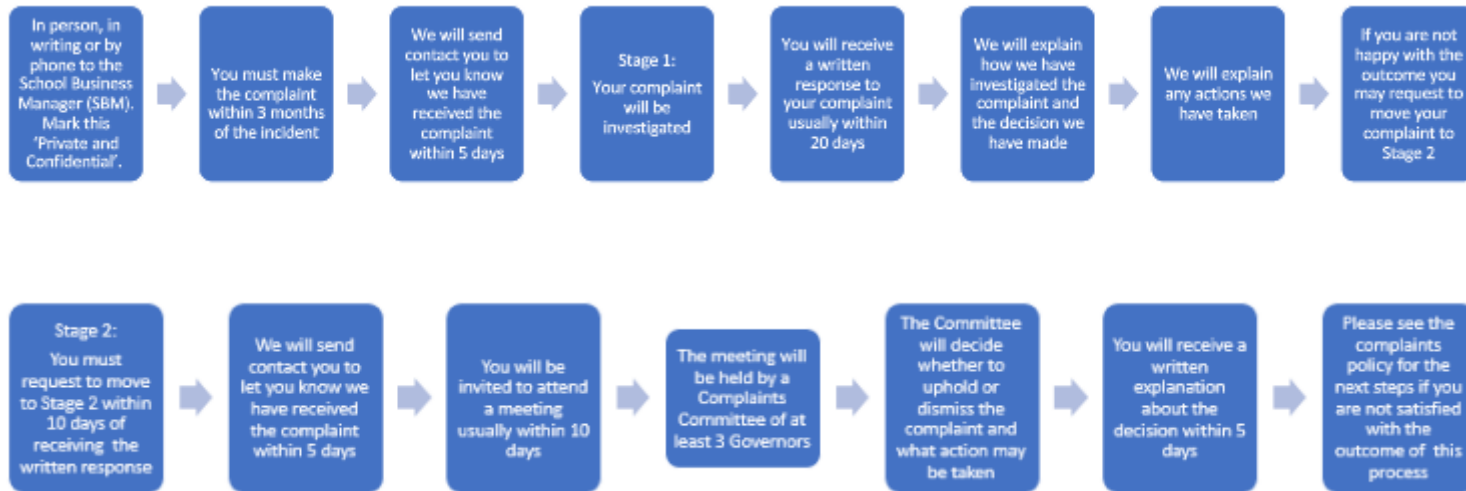 In person, in
writing or by
phone to the
School Business
Manager (SBM).
Mark this
'Private and
Confidential'.
You must make
the complaint
within 3 months
of the incident
We will send
contact you to
let you know
we have
received the
complaint
within 5 days
Stage 1:
Your complaint
will be
investigated
You will receive
a written
response to
your complaint
usually within
20 days
We will explain
how we have
investigated the
complaint and
the decision we
have made
We will explain
any actions we
have taken
If you are not
happy with the
outcome you
may request to
move your
complaint to
Stage 2
Stage 2:
You must
request to move
to Stage 2 within
10 days of
receiving the
written response
We will send
contact you to
let you know we
have received
the complaint
within 5 days
You will be
invited to attend
a meeting
usually within 10
days
The meeting will
be held by a
Complaints
Committee of at
least 3 Governors
The Committee
will decide
whether to
uphold or
dismiss the
complaint and
what action may
be taken
You will receive a
written
explanation
about the
decision within 5
days
Please see the
complaints
policy for the
next steps if you
are not satisfied
with the
outcome of this
process